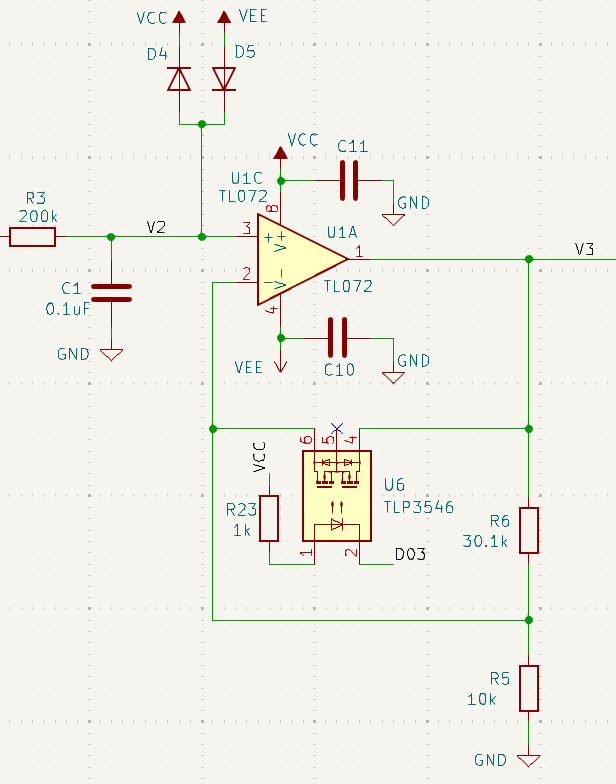 VCC
VEE
D4
D5
VCC
C11
U1C
TL072
8
GND
R3
200k
V2
3
+
V+
U1A
1
V3
2
-
V-
TL072
C1
0.1uF
4
GND
VEE
C10
GND
VCC
6
5
4
U6
TLP3546
R23
1k
R6
30.1k
1
2
D03
R5
10k
GND